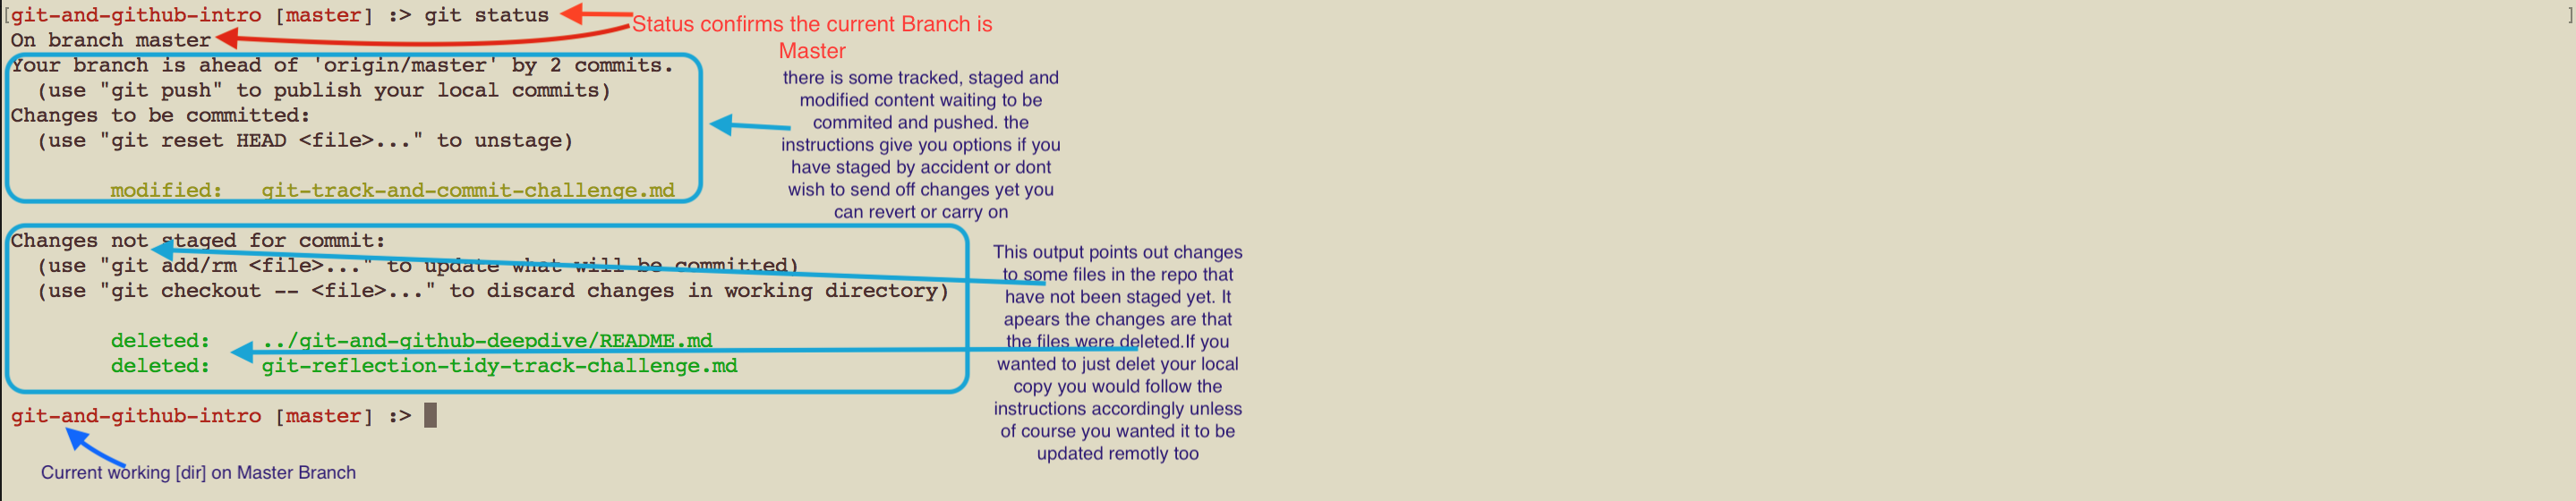 [git-and-github-intro [master] :> git status ]
On branch master
Your branch is ahead of 'origin/master' by 2 commits.
  (use "git push" to publish your local commits)
Changes to be committed:
  (use "git reset HEAD <file>..." to unstage)
        modified:   git-track-and-commit-challenge.md
Changes not staged for commit:
  (use "git add/rm <file>..." to update what will be committed)
  (use "git checkout -- <file>..." to discard changes in working directory)
        deleted:    ../git-and-github-deepdive/README.md
        deleted:    git-reflection-tidy-track-challenge.md
git-and-github-intro [master] :>
Status confirms the current Branch is
Master
there is some tracked, staged and
modified content waiting to be
commited and pushed. the
instructions give you options if you
have staged by accident or dont
wish to send off changes yet you
can revert or carry on
This output points out changes
to some files in the repo that
have not been staged yet. It
apears the changes are that
the files were deleted.If you
wanted to just delet your local
copy you would follow the
instructions accordingly unless
of course you wanted it to be
updated remotly too
Current working [dir] on Master Branch